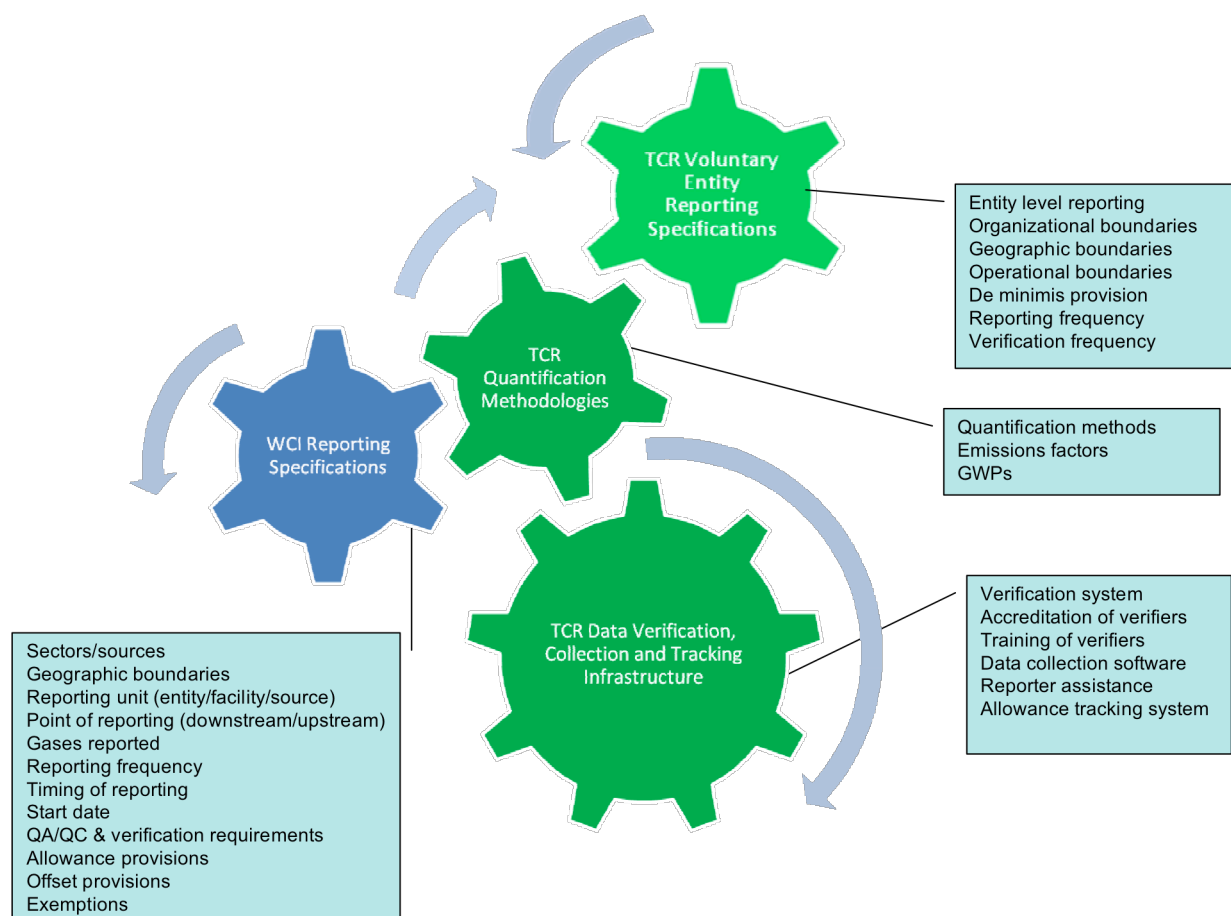 TCR Voluntary
Entity
Reporting
Specifications
Entity level reporting
Organizational boundaries
Geographic boundaries
Operational boundaries
De minimis provision
Reporting frequency
Verification frequency
TCR
Quantification
Methodologies
Quantification methods
Emissions factors
GWPs
WCI Reporting
Specifications
Sectors/sources
Geographic boundaries
Reporting unit (entity/facility/source)
Point of reporting (downstream/upstream)
Gases reported
Reporting frequency
Timing of reporting
Start date
QA/QC & verification requirements
Allowance provisions
Offset provisions
Exemptions
TCR Data Verification,
Collection and Tracking
Infrastructure
Verification system
Accreditation of verifiers
Training of verifiers
Data collection software
Reporter assistance
Allowance tracking system